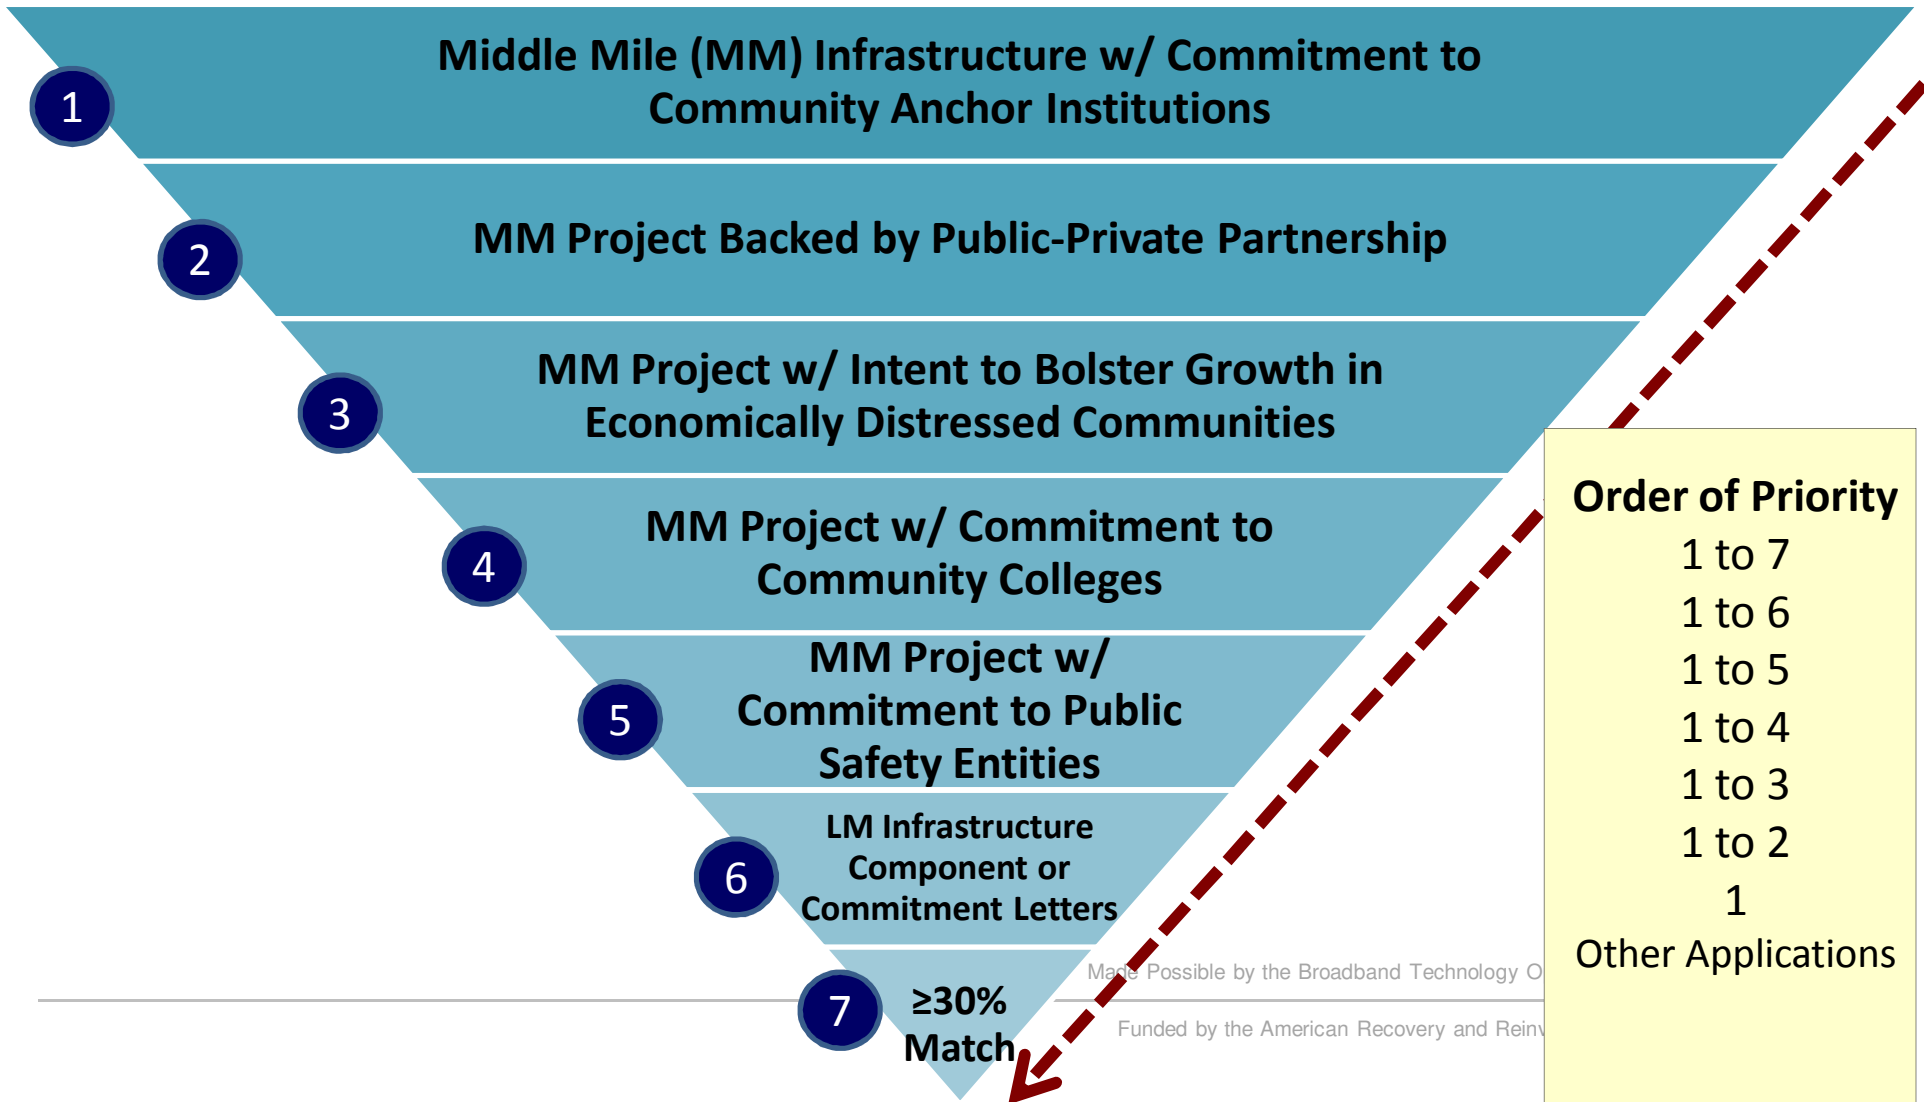 1
Middle Mile (MM) Infrastructure w/ Commitment to
Community Anchor Institutions
2
MM Project Backed by Public-Private Partnership
3
MM Project w/ Intent to Bolster Growth in
Economically Distressed Communities
4
MM Project w/ Commitment to
Community Colleges
5
MM Project w/
Commitment to Public
Safety Entities
6
LM Infrastructure
Component or
Commitment Letters
7
≥30%
Match
Order of Priority
1 to 7
1 to 6
1 to 5
1 to 4
1 to 3
1 to 2
1
Other Applications
Made Possible by the Broadband Technology
Funded by the American Recovery and